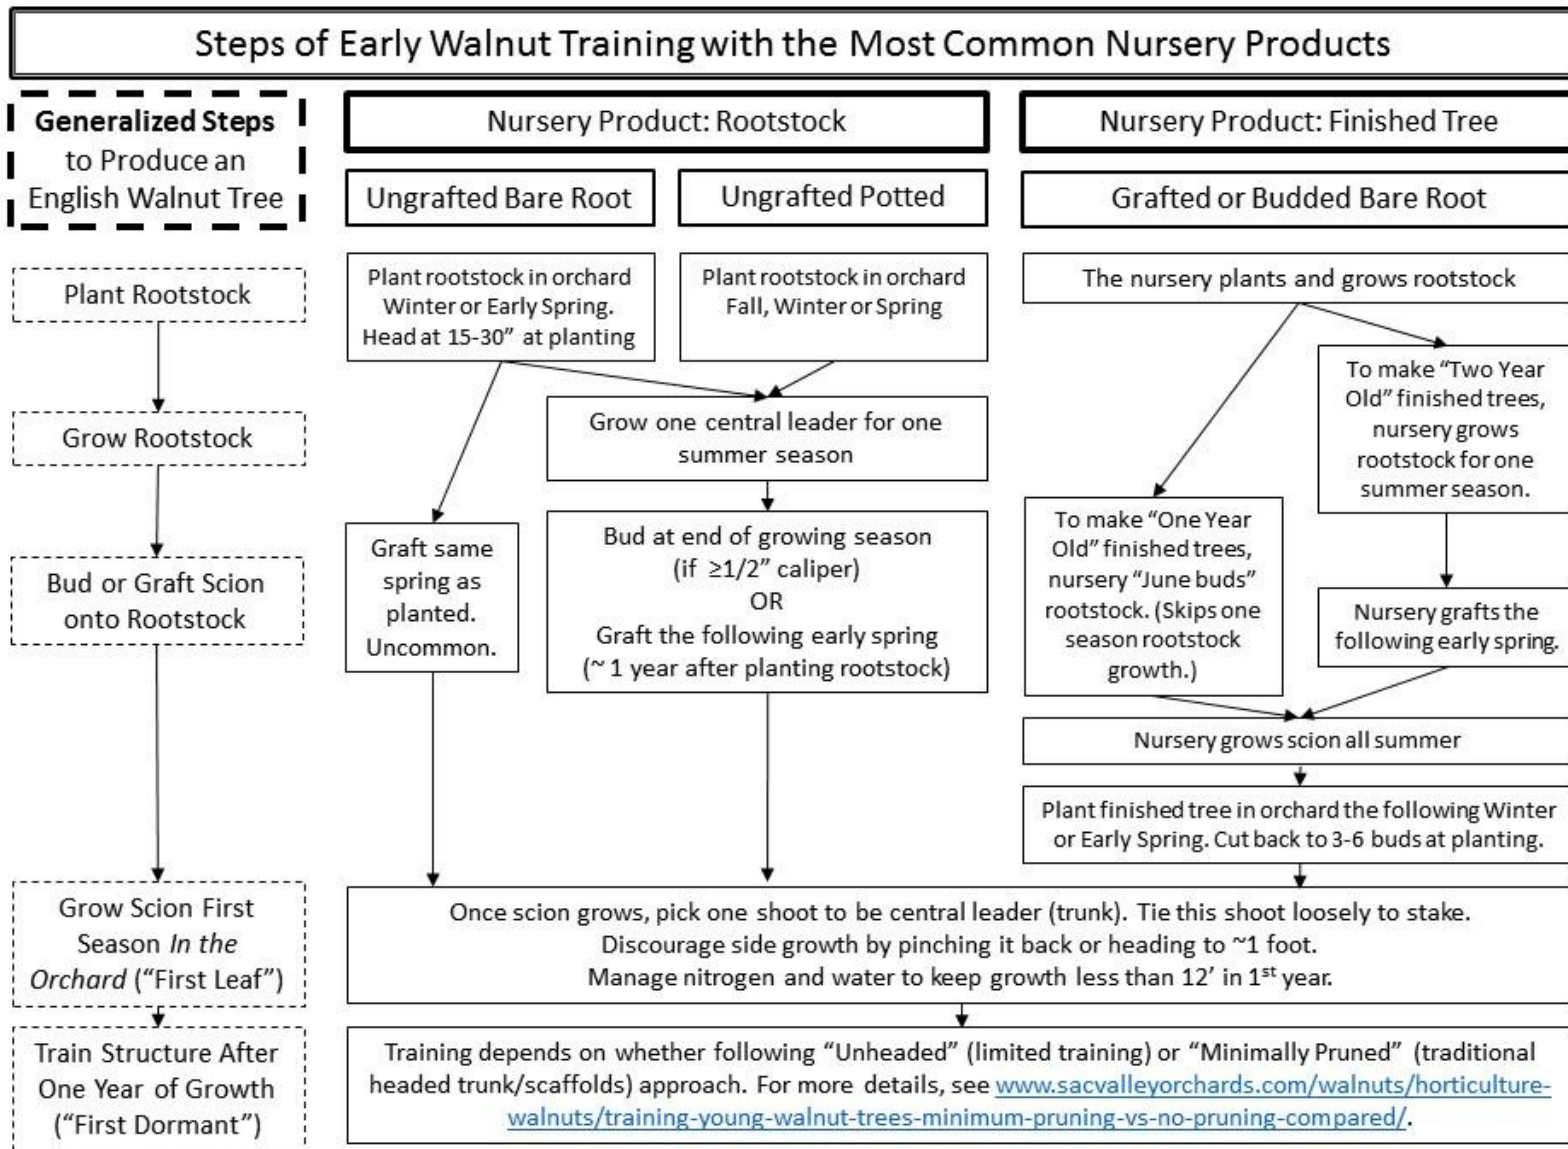 Steps of Early Walnut Training with the Most Common Nursery Products
Generalized Steps
to Produce an
English Walnut Tree
Nursery Product: Rootstock
Nursery Product: Finished Tree
Ungrafted Bare Root
Ungrafted Potted
Grafted or Budded Bare Root
Plant Rootstock
Plant rootstock in orchard
Winter or Early Spring.
Head at 15-30” at planting
Plant rootstock in orchard
Fall, Winter or Spring
The nursery plants and grows rootstock
To make “Two Year
Old” finished trees,
nursery grows
rootstock for one
summer season.
Grow Rootstock
Grow one central leader for one
summer season
To make “One Year
Old” finished trees,
nursery “June buds”
rootstock. (Skips one
season rootstock
growth.)
Bud or Graft Scion
onto Rootstock
Graft same
spring as
planted.
Uncommon.
Bud at end of growing season
(if ≥1/2” caliper)
OR
Graft the following early spring
(~ 1 year after planting rootstock)
Nursery grafts the
following early spring.
Nursery grows scion all summer
Plant finished tree in orchard the following Winter
or Early Spring. Cut back to 3-6 buds at planting.
Grow Scion First
Season In the
Orchard (“First Leaf”)
Once scion grows, pick one shoot to be central leader (trunk). Tie this shoot loosely to stake.
Discourage side growth by pinching it back or heading to ~1 foot.
Manage nitrogen and water to keep growth less than 12’ in 1st year.
Train Structure After
One Year of Growth
(“First Dormant”)
Training depends on whether following “Unheaded” (limited training) or “Minimally Pruned” (traditional
headed trunk/scaffolds) approach. For more details, see www.sacvalleyorchards.com/walnuts/horticulture-
walnuts/training-young-walnut-trees-minimum-pruning-vs-no-pruning-compared/.